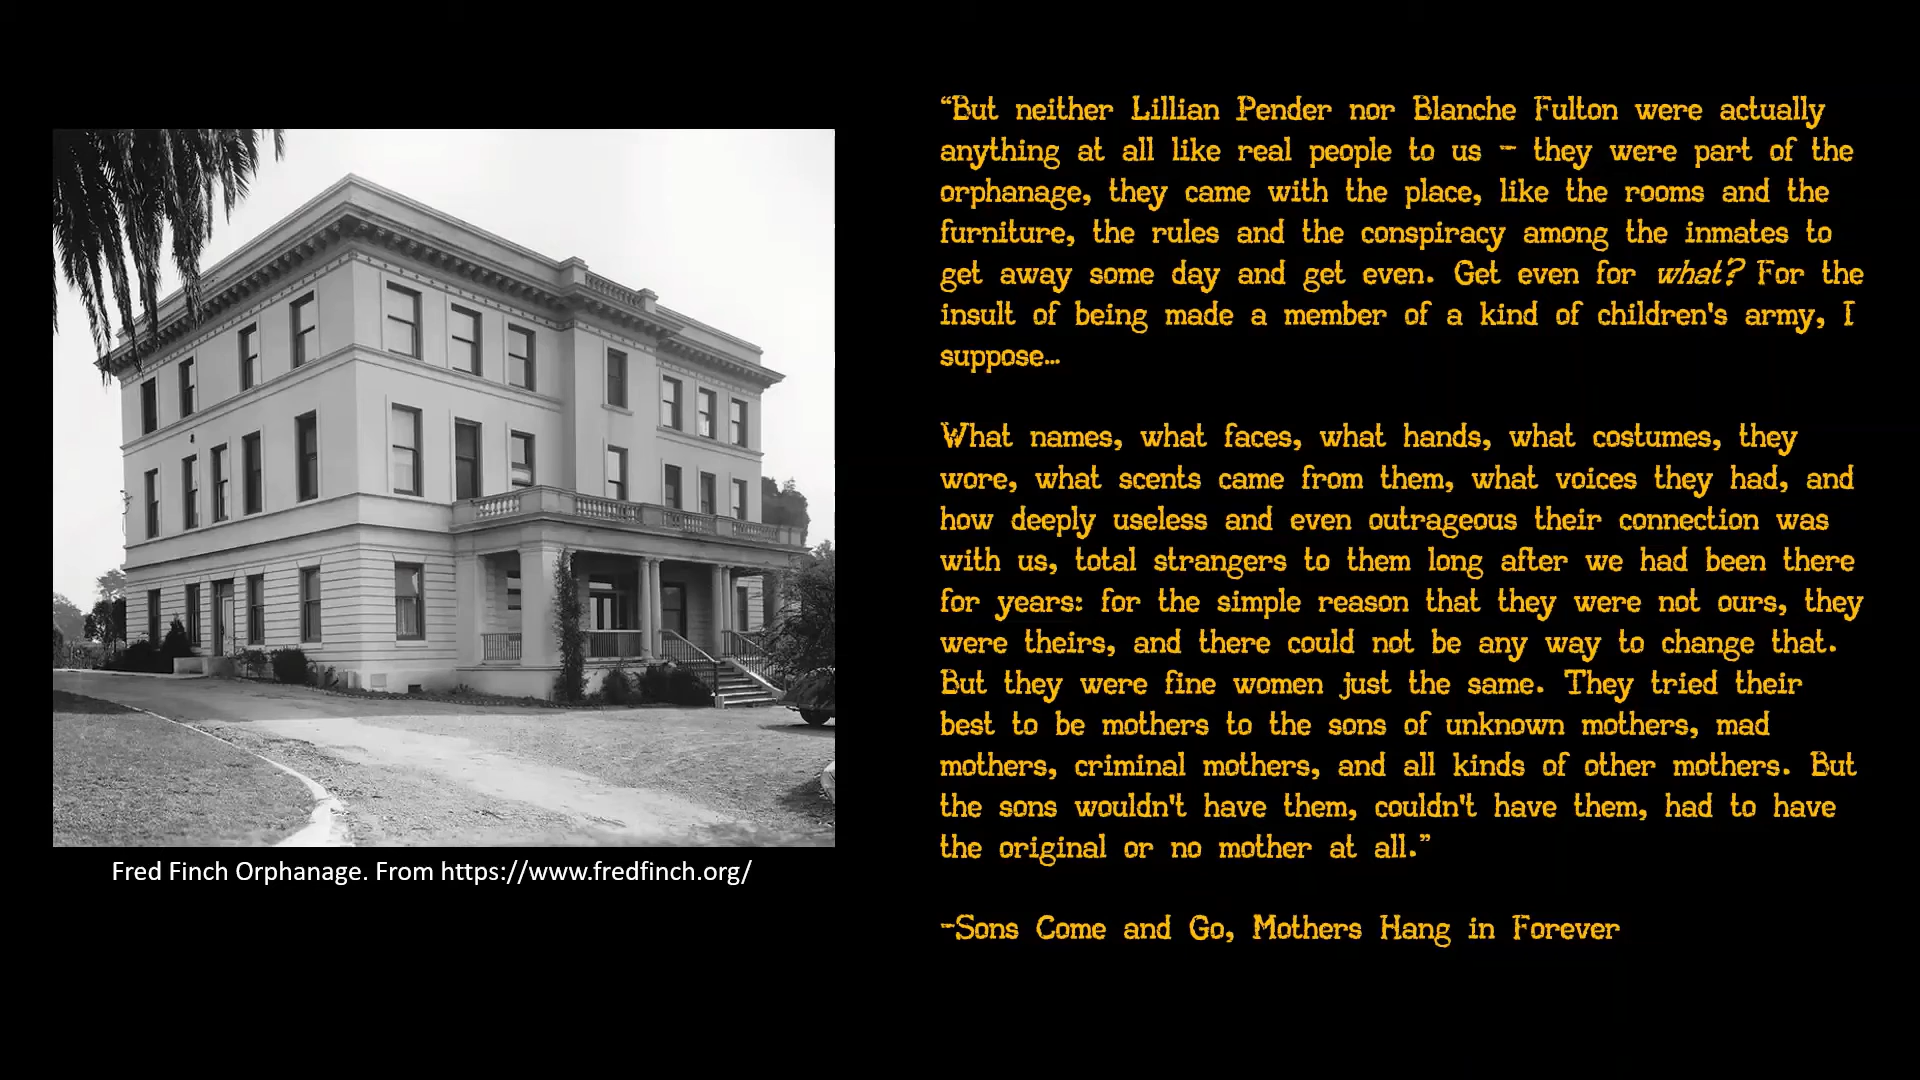 “But neither Lillian Pender nor Blanche Fulton were actually
anything at all like real people to us – they were part of the
orphanage, they came with the place, like the rooms and the
furniture, the rules and the conspiracy among the inmates to
get away some day and get even. Get even for what? For the
insult of being made a member of a kind of children's army, I
suppose…
What names, what faces, what hands, what costumes, they
wore, what scents came from them, what voices they had, and
how deeply useless and even outrageous their connection was
with us, total strangers to them long after we had been there
for years: for the simple reason that they were not ours, they
were theirs, and there could not be any way to change that.
But they were fine women just the same. They tried their
best to be mothers to the sons of unknown mothers, mad
mothers, criminal mothers, and all kinds of other mothers. But
the sons wouldn't have them, couldn't have them, had to have
the original or no mother at all.”
-Sons Come and Go, Mothers Hang in Forever
Fred Finch Orphanage. From https://www.fredfinch.org/